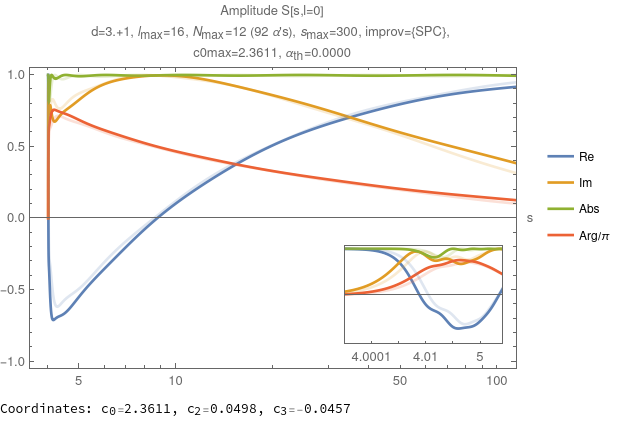 Amplitude S[s,l=0]
d=3.+1, lmax=16, Nmax=12 (92 α's), smax=300, improv={SPC},
c0max=2.3611, αth=0.0000
1.0
0.5
0.0
-0.5
-1.0
5
10
50
100
s
Re
Im
Abs
Arg/π
4.0001
4.01
5
Coordinates: c0=2.3611, c2=0.0498, c3=-0.0457